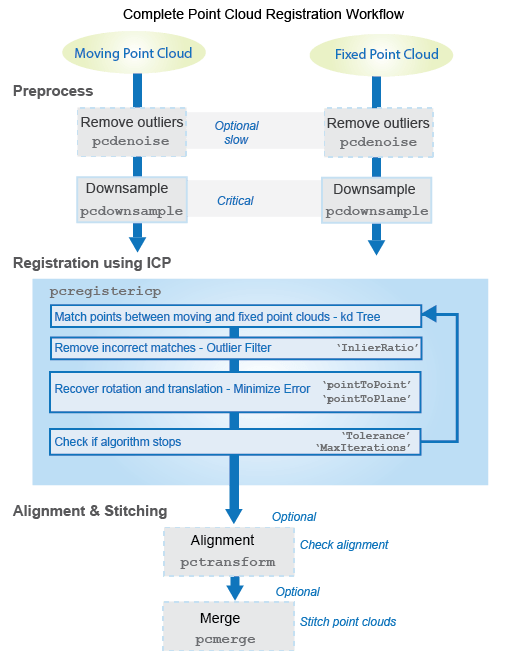 Complete Point Cloud Registration Workflow
Moving Point Cloud
Fixed Point Cloud
Preprocess
Remove outliers
pcdenoise
Optional
slow
Remove outliers
pcdenoise
Downsample
pcdownsample
Critical
Downsample
pcdownsample
Registration using ICP
pcregistericp
Match points between moving and fixed point clouds - kd Tree
Remove incorrect matches - Outlier Filter
‘InlierRatio’
Recover rotation and translation - Minimize Error
‘pointToPoint’
‘pointToPlane’
Check if algorithm stops
‘Tolerance’
‘MaxIterations’
Alignment & Stitching
Optional
Alignment
pctransform
Check alignment
Optional
Merge
pcmerge
Stitch point clouds